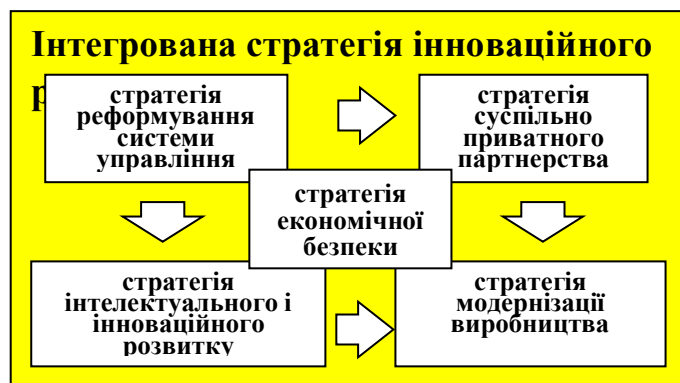 Інтегрована стратегія інноваційного
стратегія
реформування
системи
управління
стратегія
суспільно
приватного
партнерства
стратегія
економічної
безпеки
стратегія
інтелектуального і
інноваційного
розвитку
стратегія
модернізації
виробництва